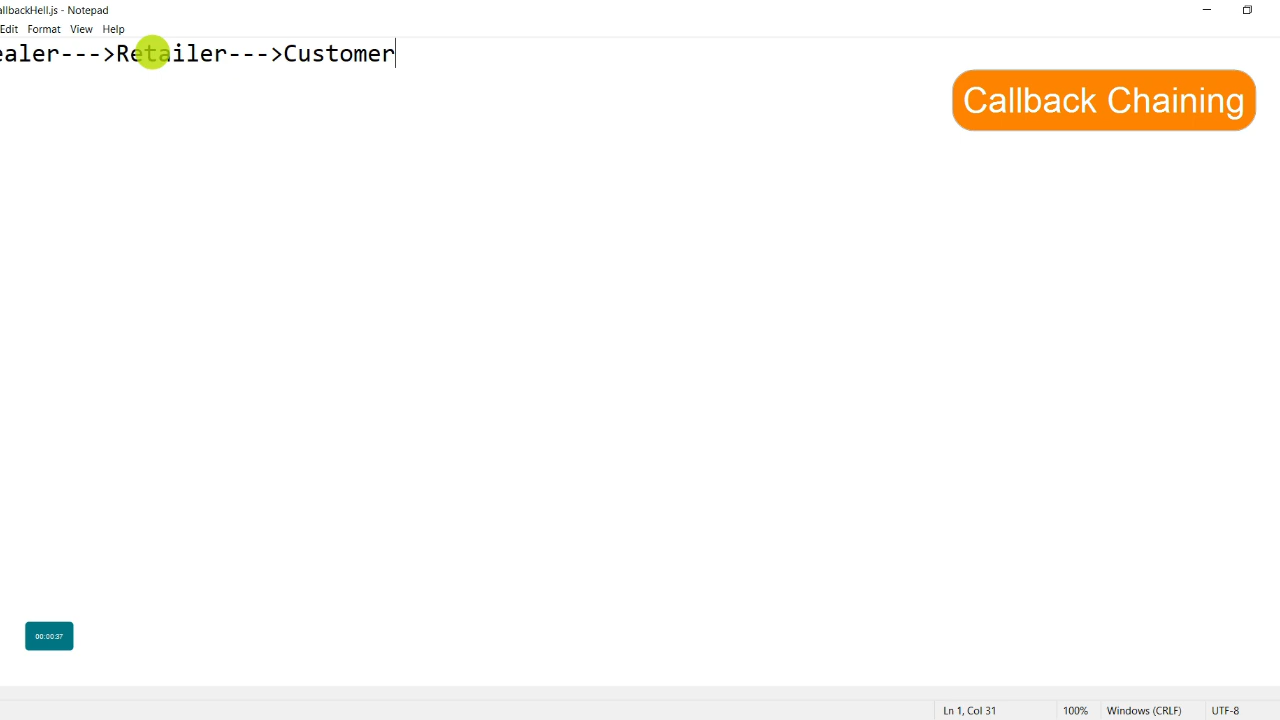 allbackHell.js - Notepad
Edit Format View Help
ealer--->Retailer--->Customer
Callback Chaining
00:00:37
Ln 1, Col 31 100% Windows (CRLF) UTF-8